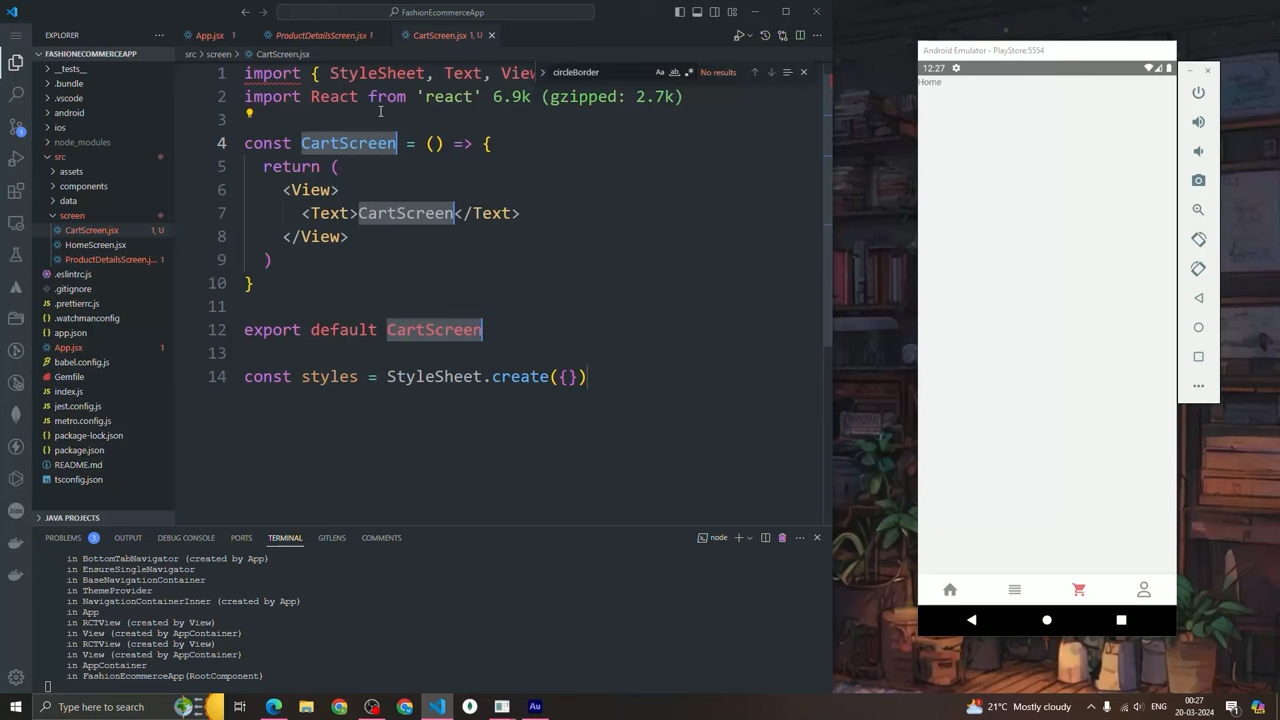 FashionEcommerceApp
EXPLORER
App.jsx 1
ProductDetailsScreen.jsx 1
CartScreen.jsx 1, U
FASHIONECOMMERCEAPP
src > screen > CartScreen.jsx
__tests__
.bundle
.vscode
android
ios
node_modules
src
assets
components
screen
CartScreen.jsx 1, U
HomeScreen.jsx
ProductDetailsScreen.j... 1
.eslintrc.js
.gitignore
.prettierrc.js
.watchmanconfig
app.json
App.jsx 1
babel.config.js
Gemfile
index.js
jest.config.js
metro.config.js
package-lock.json
package.json
README.md
tsconfig.json
JAVA PROJECTS
circleBorder
Aa ab No results
1 import { StyleSheet, Text, View
2 import React from 'react' 6.9k (gzipped: 2.7k)
3
4 const CartScreen = () => {
5 return (
6 <View>
7 <Text>CartScreen</Text>
8 </View>
9 )
10 }
11
12 export default CartScreen
13
14 const styles = StyleSheet.create({})
PROBLEMS 3 OUTPUT DEBUG CONSOLE PORTS TERMINAL GITLENS COMMENTS
node
in BottomTabNavigator (created by App)
in EnsureSingleNavigator
in BaseNavigationContainer
in ThemeProvider
in NavigationContainerInner (created by App)
in App
in RCTView (created by View)
in View (created by AppContainer)
in RCTView (created by View)
in View (created by AppContainer)
in AppContainer
in FashionEcommerceApp(RootComponent)
Android Emulator - PlayStore:5554
12:27
Home
Type here to search
Au
21°C Mostly cloudy
ENG
00:27
20-03-2024